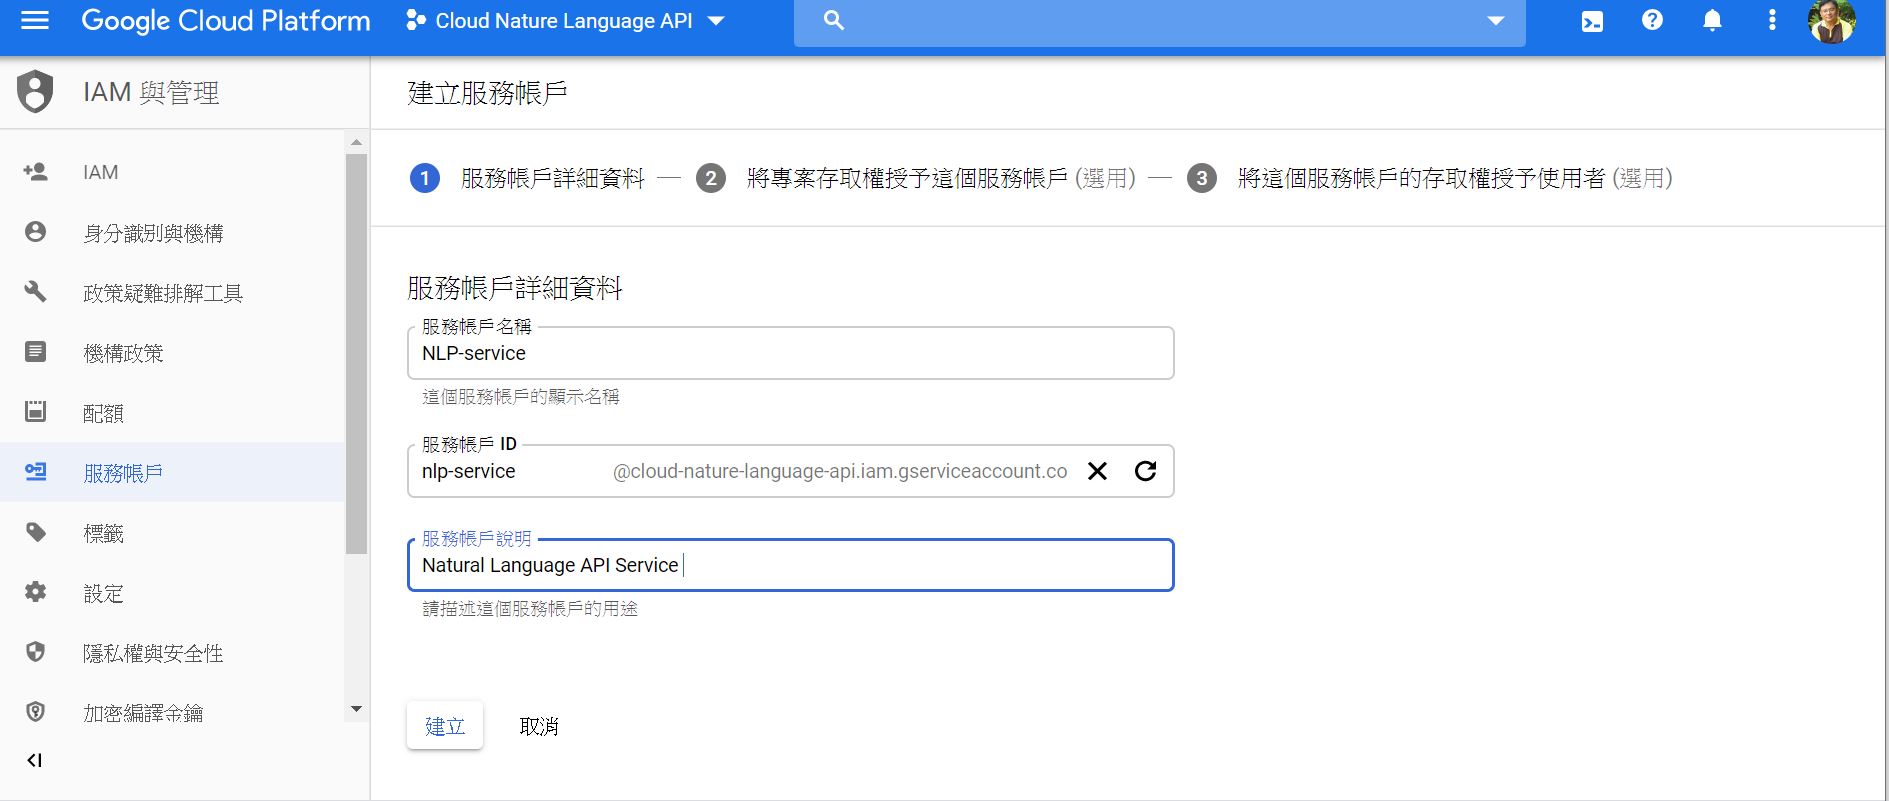 Google Cloud Platform
Cloud Nature Language API
IAM 與管理
建立服務帳戶
1 服務帳戶詳細資料 — 2 將專案存取權授予這個服務帳戶 (選用) — 3 將這個服務帳戶的存取權授予使用者 (選用)
IAM
身分識別與機構
政策疑難排解工具
機構政策
配額
服務帳戶
標籤
設定
隱私權與安全性
加密編譯金鑰
服務帳戶詳細資料
服務帳戶名稱
NLP-service
這個服務帳戶的顯示名稱
服務帳戶 ID
nlp-service @cloud-nature-language-api.iam.gserviceaccount.co
服務帳戶說明
Natural Language API Service
請描述這個服務帳戶的用途
建立 取消